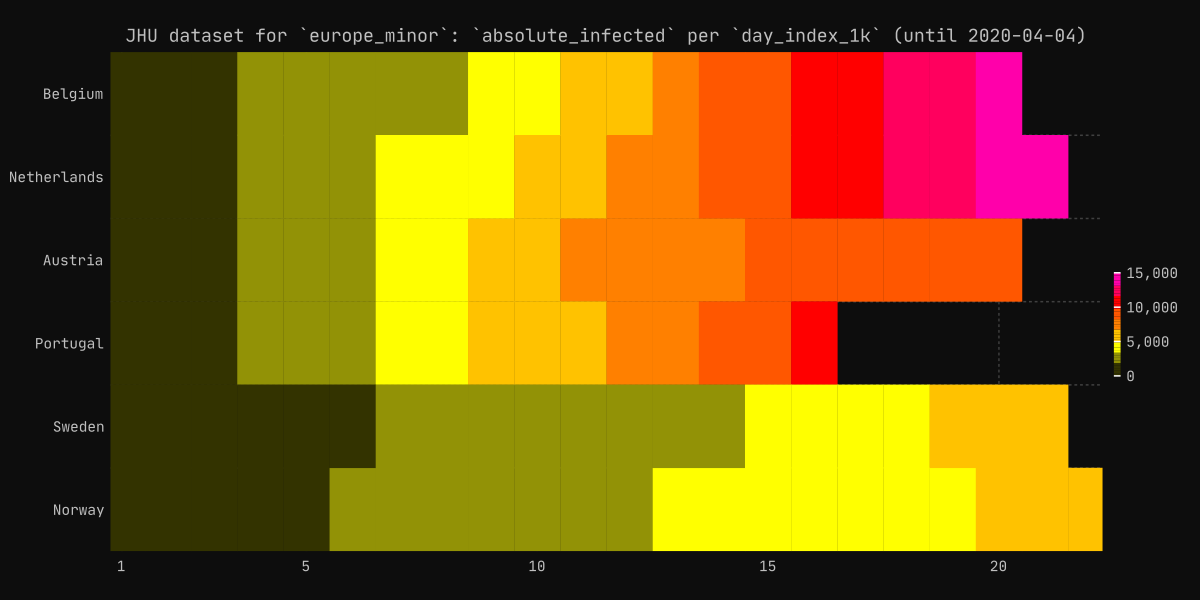 JHU dataset for `europe_minor`: `absolute_infected` per `day_index_1k` (until 2020-04-04)
Belgium
Netherlands
Austria
Portugal
Sweden
Norway
15,000
10,000
5,000
0
1 5 10 15 20